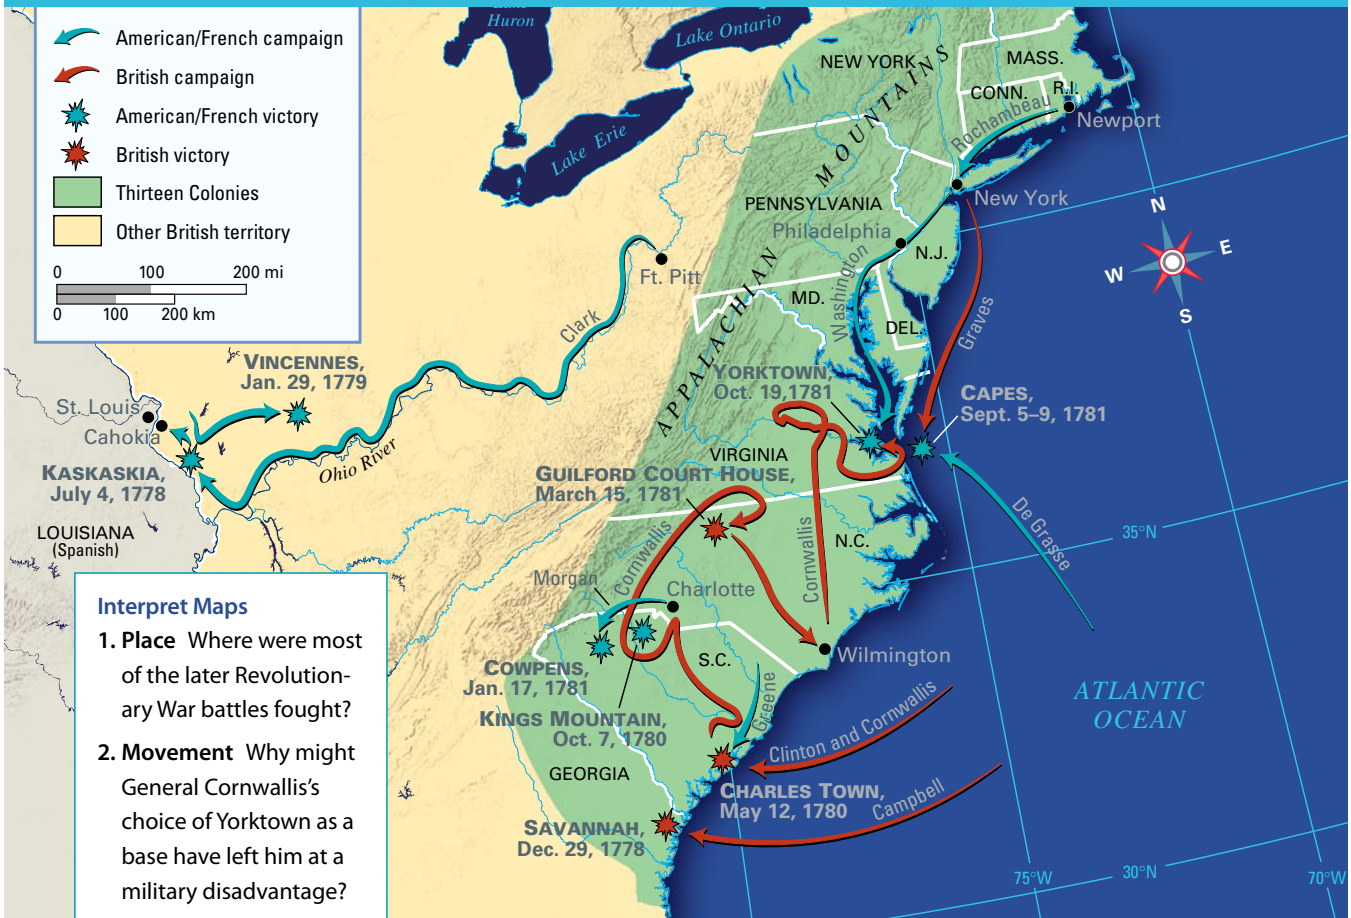 American/French campaign
British campaign
American/French victory
British victory
Thirteen Colonies
Other British territory
0 100 200 mi
0 100 200 km
Lake
Huron
Lake Ontario
Lake Erie
NEW YORK
MASS.
CONN.
R.I.
Rochambeau
Newport
New York
APPALACHIAN MOUNTAINS
PENNSYLVANIA
Philadelphia
N.J.
Ft. Pitt
MD.
Washington
DEL.
Graves
N
E
W
S
Clark
VINCENNES,
Jan. 29, 1779
St. Louis
Cahokia
KASKASKIA,
July 4, 1778
Ohio River
LOUISIANA
(Spanish)
YORKTOWN,
Oct. 19,1781
CAPES,
Sept. 5–9, 1781
VIRGINIA
GUILFORD COURT HOUSE,
March 15, 1781
De Grasse
35°N
N.C.
Cornwallis
Cornwallis
Morgan
Charlotte
Wilmington
S.C.
COWPENS,
Jan. 17, 1781
KINGS MOUNTAIN,
Oct. 7, 1780
Greene
Clinton and Cornwallis
ATLANTIC
OCEAN
GEORGIA
CHARLES TOWN,
May 12, 1780
Campbell
SAVANNAH,
Dec. 29, 1778
75°W
30°N
70°W
Interpret Maps
1. Place Where were most
of the later Revolution-
ary War battles fought?
2. Movement Why might
General Cornwallis's
choice of Yorktown as a
base have left him at a
military disadvantage?